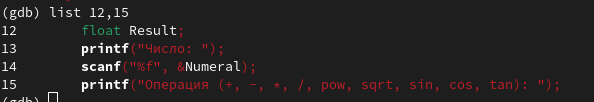 (gdb) list 12,15
12 float Result;
13 printf("Число: ");
14 scanf("%f", &Numeral);
15 printf("Операция (+, -, *, /, pow, sqrt, sin, cos, tan): ");
(gdb)